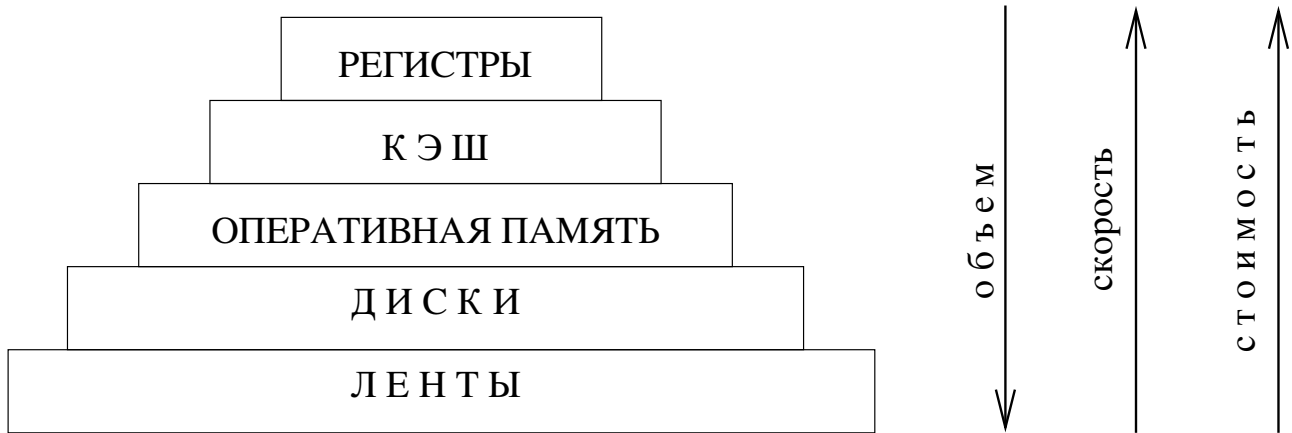 РЕГИСТРЫ
К Э Ш
ОПЕРАТИВНАЯ ПАМЯТЬ
Д И С К И
Л Е Н Т Ы
о б ъ е м
скорость
с т о и м о с т ь